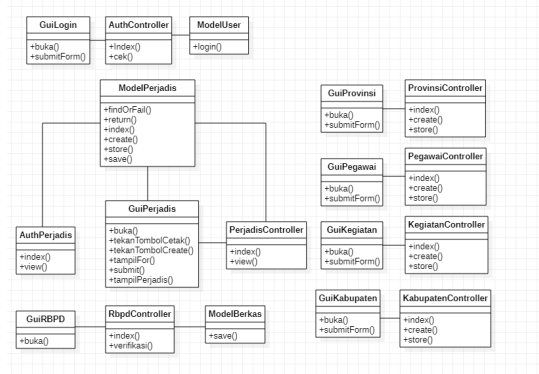 GuiLogin
+buka()
+submitForm()
AuthController
+Index()
+cek()
ModelUser
+login()
ModelPerjadis
+findOrFail()
+return()
+index()
+create()
+store()
+save()
GuiProvinsi
+buka()
+submitForm()
ProvinsiController
+index()
+create()
+store()
GuiPegawai
+buka()
+submitForm()
PegawaiController
+index()
+create()
+store()
AuthPerjadis
+index()
+view()
GuiPerjadis
+buka()
+tekanTombolCetak()
+tekanTombolCreate()
+tampilFor()
+submit()
+tampilPerjadis()
PerjadisController
+index()
+view()
GuiKegiatan
+buka()
+submitForm()
KegiatanController
+index()
+create()
+store()
GuiRBPD
+buka()
RbpdController
+index()
+verifikasi()
ModelBerkas
+save()
GuiKabupaten
+buka()
+submitForm()
KabupatenController
+index()
+create()
+store()